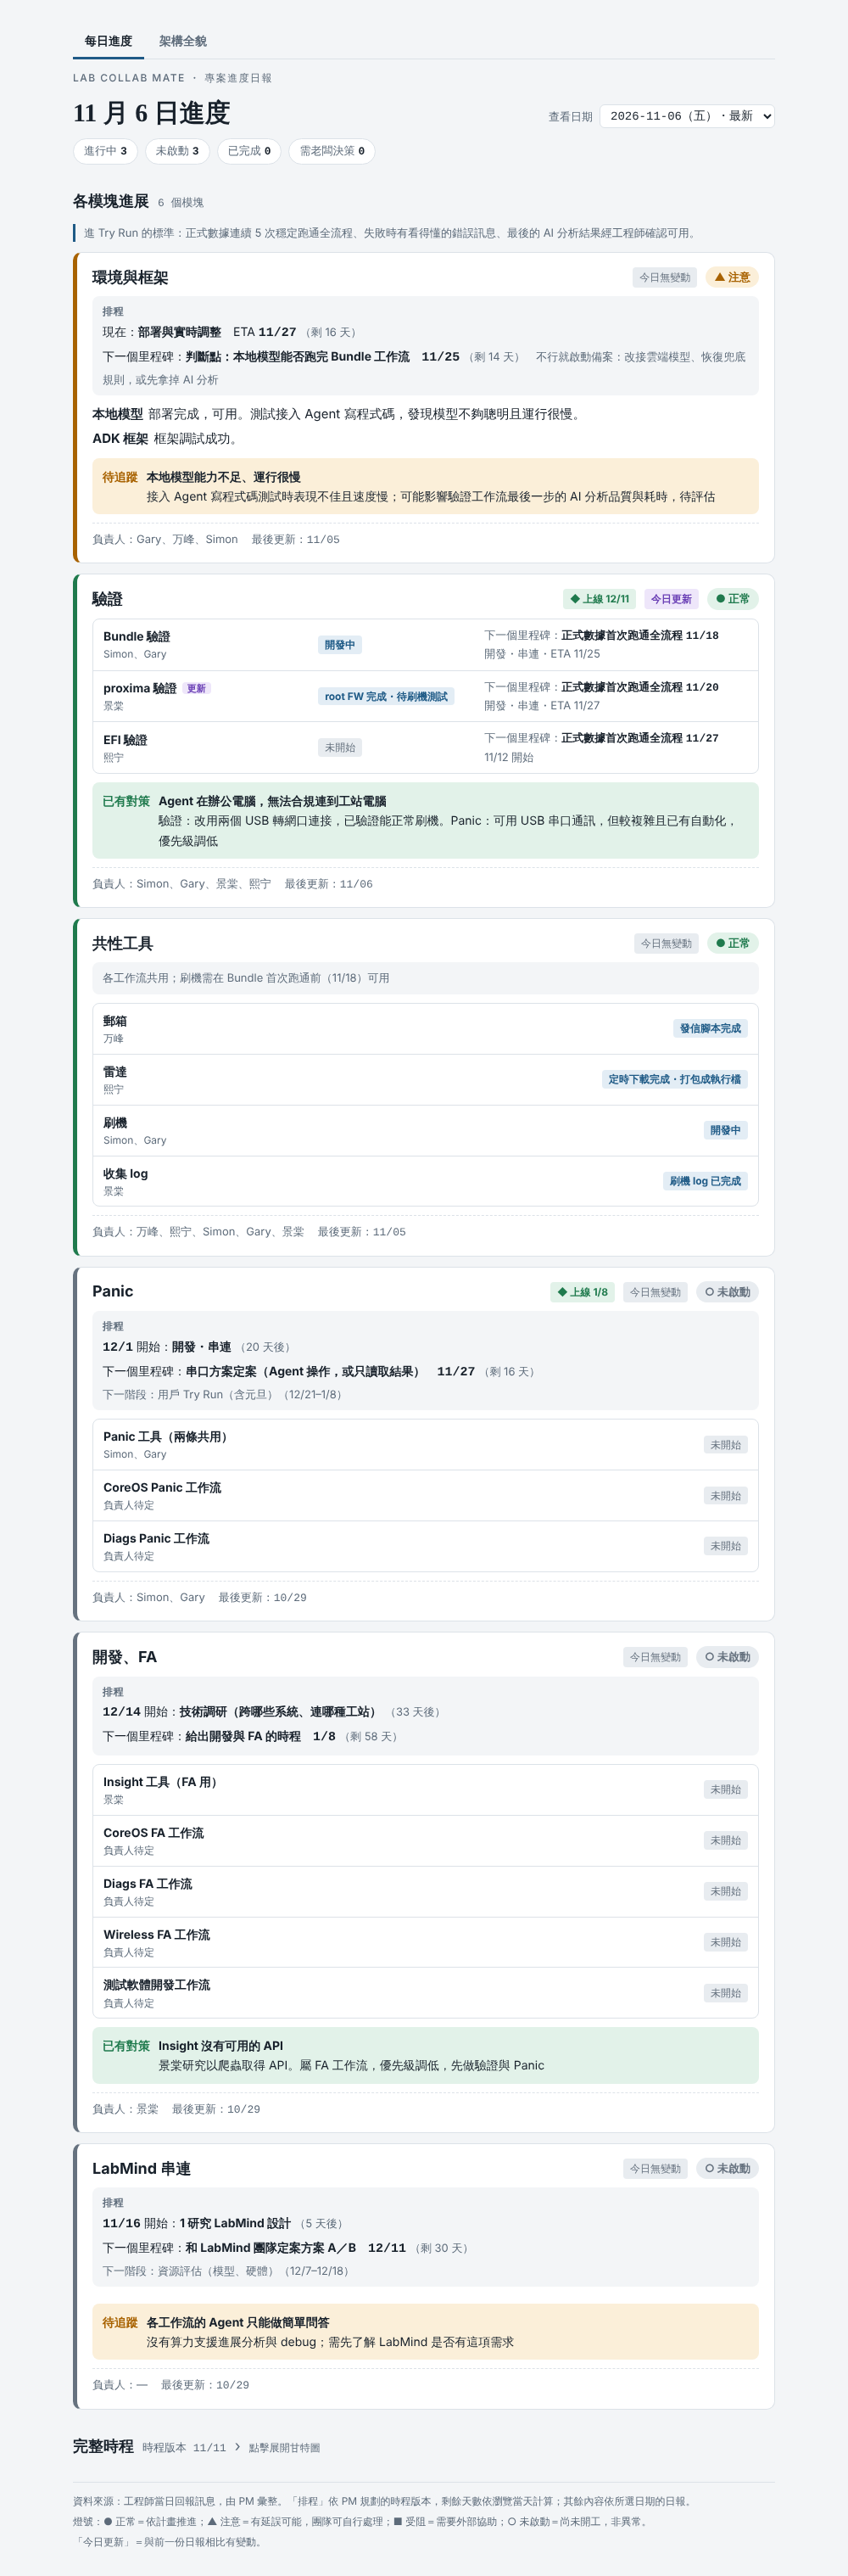 每日進度 架構全貌
LAB COLLAB MATE · 專案進度日報
11 月 6 日進度
查看日期 2026-11-06（五）· 最新
進行中 3 未啟動 3 已完成 0 需老闆決策 0
各模塊進展 6 個模塊
進 Try Run 的標準：正式數據連續 5 次穩定跑通全流程、失敗時有看得懂的錯誤訊息、最後的 AI 分析結果經工程師確認可用。
環境與框架 今日無變動 ▲ 注意
排程
現在：部署與實時調整 ETA 11/27（剩 16 天）
下一個里程碑：判斷點：本地模型能否跑完 Bundle 工作流 11/25（剩 14 天） 不行就啟動備案：改接雲端模型、恢復兜底
規則，或先拿掉 AI 分析
本地模型 部署完成，可用。測試接入 Agent 寫程式碼，發現模型不夠聰明且運行很慢。
ADK 框架 框架調試成功。
待追蹤 本地模型能力不足、運行很慢
接入 Agent 寫程式碼測試時表現不佳且速度慢；可能影響驗證工作流最後一步的 AI 分析品質與耗時，待評估
負責人：Gary、万峰、Simon 最後更新：11/05
驗證 ◆ 上線 12/11 今日更新 ● 正常
Bundle 驗證 開發中 下一個里程碑：正式數據首次跑通全流程 11/18
Simon、Gary 開發・串連・ETA 11/25
proxima 驗證 更新 root FW 完成・待刷機測試 下一個里程碑：正式數據首次跑通全流程 11/20
景棠 開發・串連・ETA 11/27
EFI 驗證 未開始 下一個里程碑：正式數據首次跑通全流程 11/27
熙宁 11/12 開始
已有對策 Agent 在辦公電腦，無法合規連到工站電腦
驗證：改用兩個 USB 轉網口連接，已驗證能正常刷機。Panic：可用 USB 串口通訊，但較複雜且已有自動化，
優先級調低
負責人：Simon、Gary、景棠、熙宁 最後更新：11/06
共性工具 今日無變動 ● 正常
各工作流共用；刷機需在 Bundle 首次跑通前（11/18）可用
郵箱 發信腳本完成
万峰
雷達 定時下載完成・打包成執行檔
熙宁
刷機 開發中
Simon、Gary
收集 log 刷機 log 已完成
景棠
負責人：万峰、熙宁、Simon、Gary、景棠 最後更新：11/05
Panic ◆ 上線 1/8 今日無變動 ○ 未啟動
排程
12/1 開始：開發・串連（20 天後）
下一個里程碑：串口方案定案（Agent 操作，或只讀取結果） 11/27（剩 16 天）
下一階段：用戶 Try Run（含元旦）（12/21–1/8）
Panic 工具（兩條共用） 未開始
Simon、Gary
CoreOS Panic 工作流 未開始
負責人待定
Diags Panic 工作流 未開始
負責人待定
負責人：Simon、Gary 最後更新：10/29
開發、FA 今日無變動 ○ 未啟動
排程
12/14 開始：技術調研（跨哪些系統、連哪種工站）（33 天後）
下一個里程碑：給出開發與 FA 的時程 1/8（剩 58 天）
Insight 工具（FA 用） 未開始
景棠
CoreOS FA 工作流 未開始
負責人待定
Diags FA 工作流 未開始
負責人待定
Wireless FA 工作流 未開始
負責人待定
測試軟體開發工作流 未開始
負責人待定
已有對策 Insight 沒有可用的 API
景棠研究以爬蟲取得 API。屬 FA 工作流，優先級調低，先做驗證與 Panic
負責人：景棠 最後更新：10/29
LabMind 串連 今日無變動 ○ 未啟動
排程
11/16 開始：1 研究 LabMind 設計（5 天後）
下一個里程碑：和 LabMind 團隊定案方案 A／B 12/11（剩 30 天）
下一階段：資源評估（模型、硬體）（12/7–12/18）
待追蹤 各工作流的 Agent 只能做簡單問答
沒有算力支援進展分析與 debug；需先了解 LabMind 是否有這項需求
負責人：— 最後更新：10/29
完整時程 時程版本 11/11 › 點擊展開甘特圖
資料來源：工程師當日回報訊息，由 PM 彙整。「排程」依 PM 規劃的時程版本，剩餘天數依瀏覽當天計算；其餘內容依所選日期的日報。
燈號：● 正常＝依計畫推進；▲ 注意＝有延誤可能，團隊可自行處理；■ 受阻＝需要外部協助；○ 未啟動＝尚未開工，非異常。
「今日更新」＝與前一份日報相比有變動。